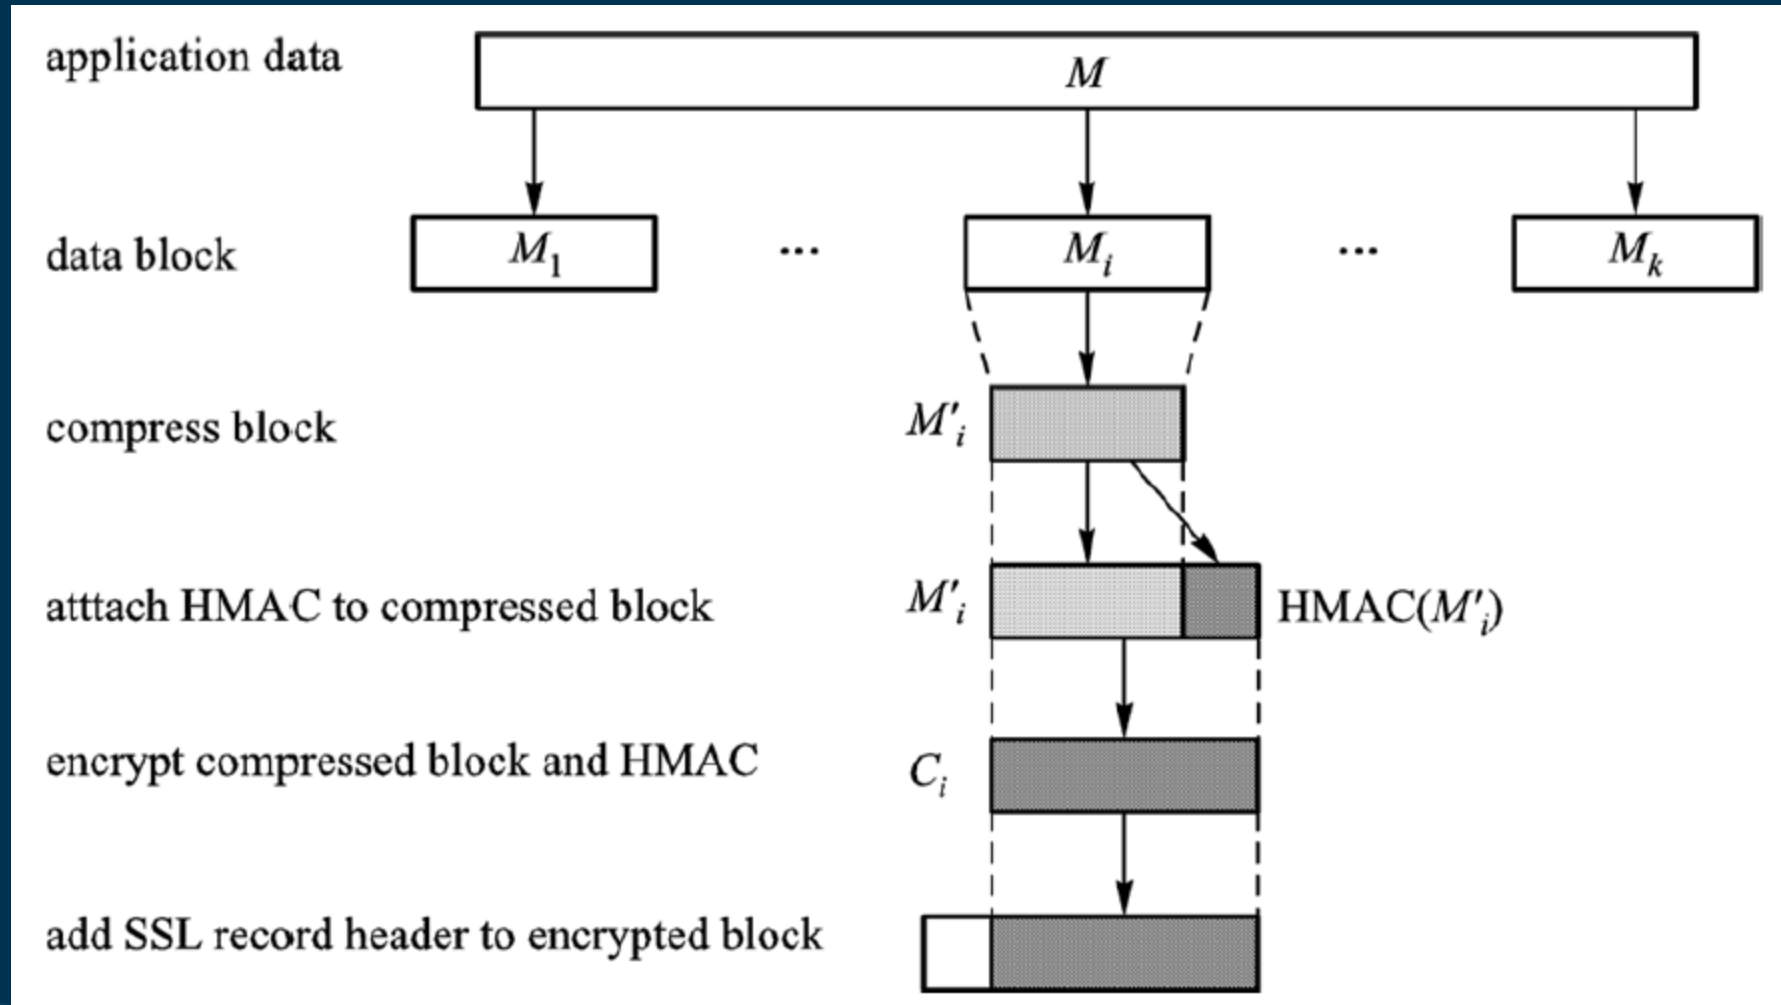 application data
M
data block
M₁ ... Mᵢ ... Mₖ
compress block M'ᵢ
atttach HMAC to compressed block M'ᵢ HMAC(M'ᵢ)
encrypt compressed block and HMAC Cᵢ
add SSL record header to encrypted block